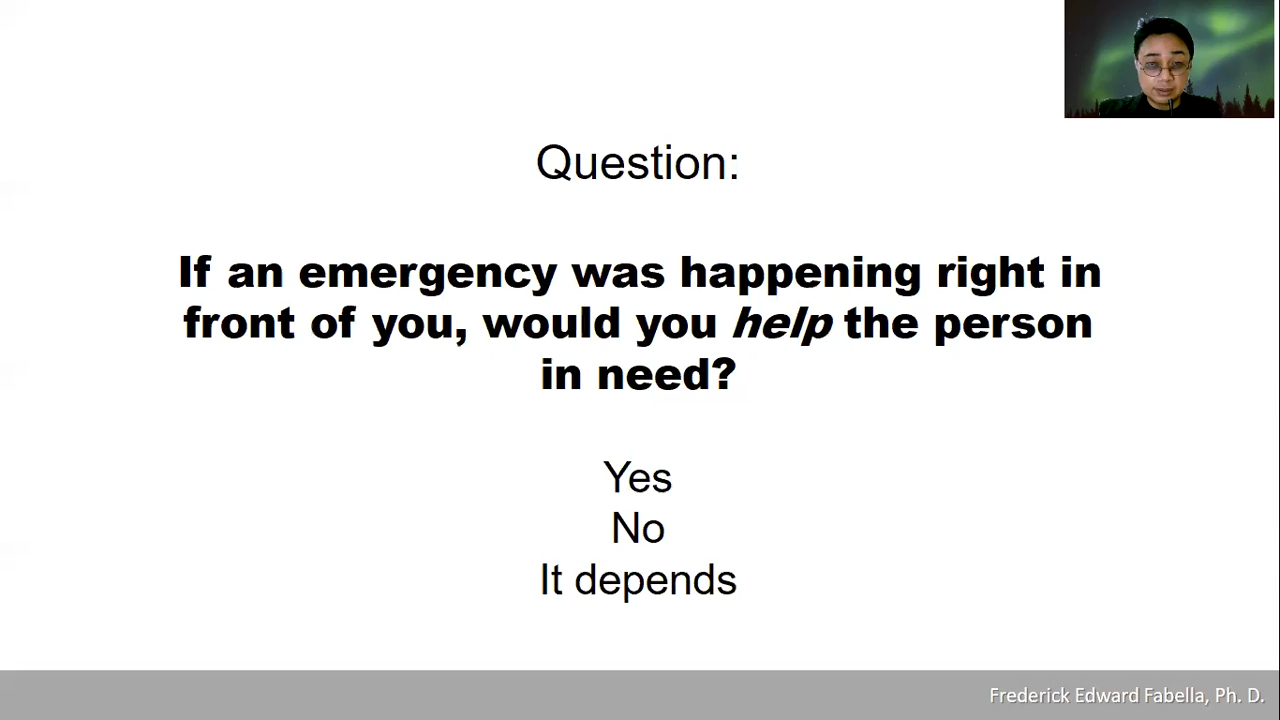 Question:
If an emergency was happening right in
front of you, would you help the person
in need?
Yes
No
It depends
Frederick Edward Fabella, Ph. D.